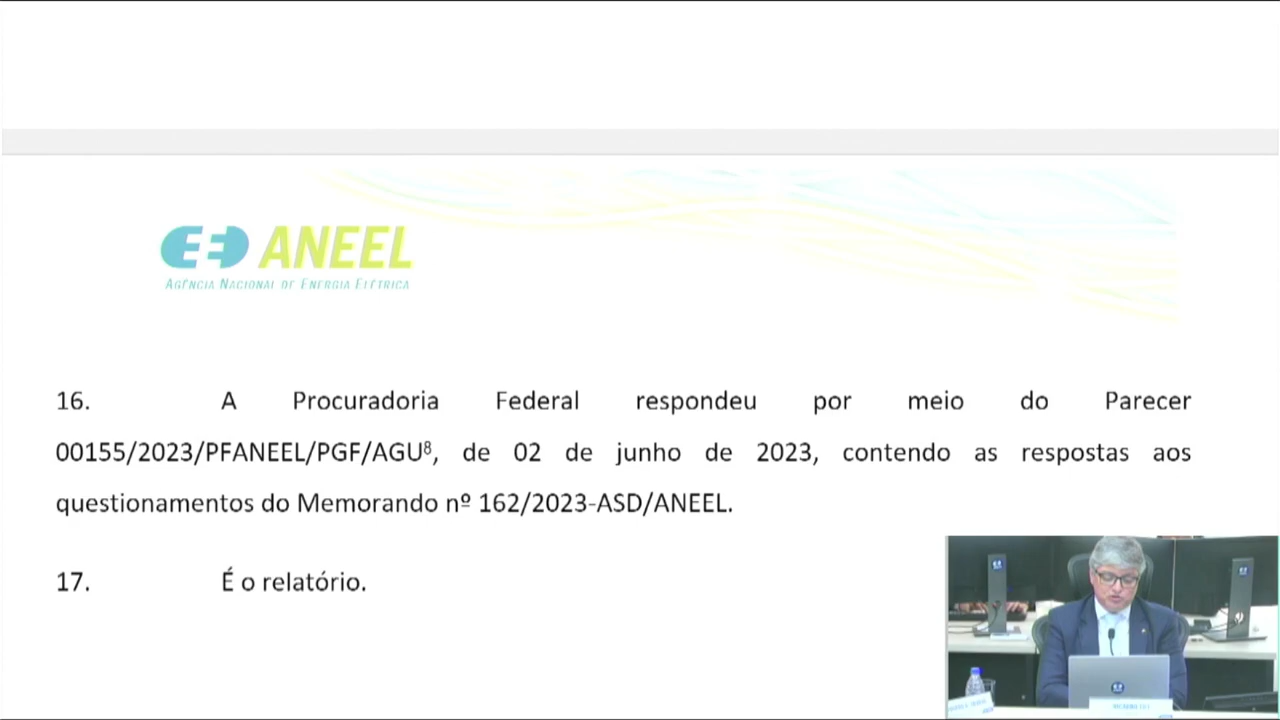 ANEEL
AGÊNCIA NACIONAL DE ENERGIA ELÉTRICA
16. A Procuradoria Federal respondeu por meio do Parecer
00155/2023/PFANEEL/PGF/AGU⁸, de 02 de junho de 2023, contendo as respostas aos
questionamentos do Memorando nº 162/2023-ASD/ANEEL.
17. É o relatório.